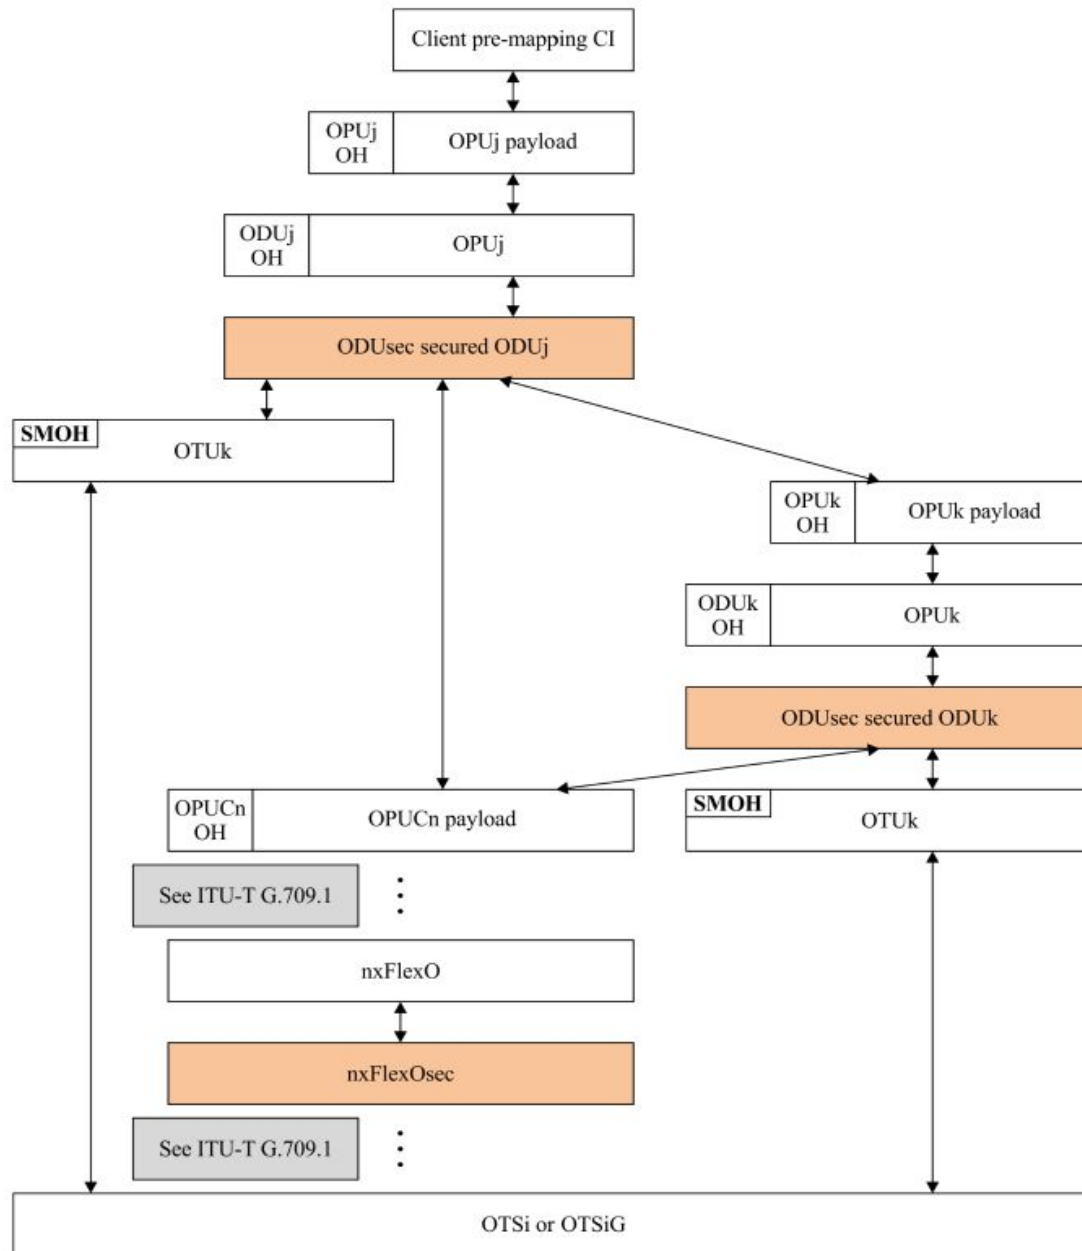 Client pre-mapping CI
OPUj
OH
OPUj payload
ODUj
OH
OPUj
ODUsec secured ODUj
SMOH
OTUk
OPUk
OH
OPUk payload
ODUk
OH
OPUk
ODUsec secured ODUk
OPUCn
OH
OPUCn payload
SMOH
OTUk
See ITU-T G.709.1
nxFlexO
nxFlexOsec
See ITU-T G.709.1
OTSi or OTSiG